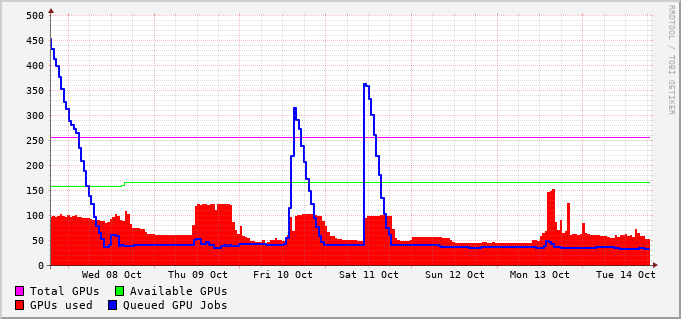 500
450
400
350
300
250
200
150
100
50
0
Wed 08 Oct Thu 09 Oct Fri 10 Oct Sat 11 Oct Sun 12 Oct Mon 13 Oct Tue 14 Oct
Total GPUs Available GPUs
GPUs used Queued GPU Jobs
RRDTOOL / TOBI OETIKER